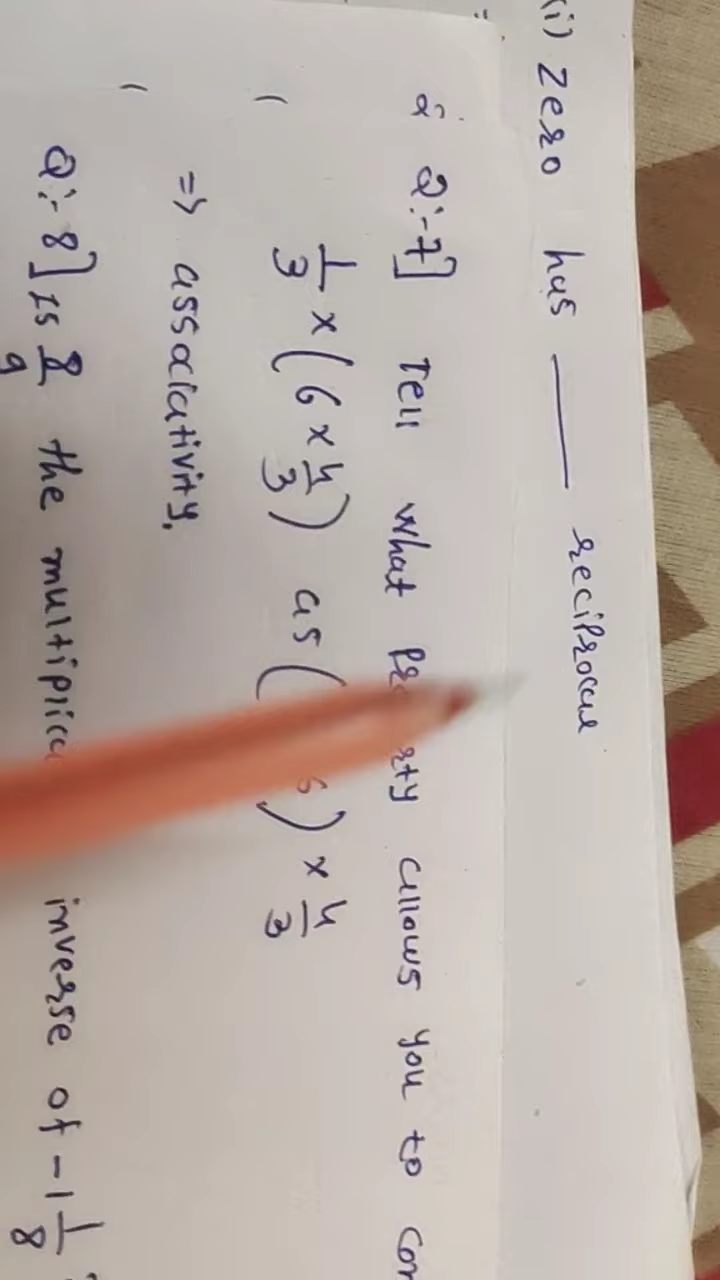 (i) Zero has ____ reciprocal
Q:-7] Tell what allows you to
1/3 × (6 × 4/3) as ( 6) × 4/3
=> associativity.
Q:-8] Is 8/9 the inverse of -1 1/8